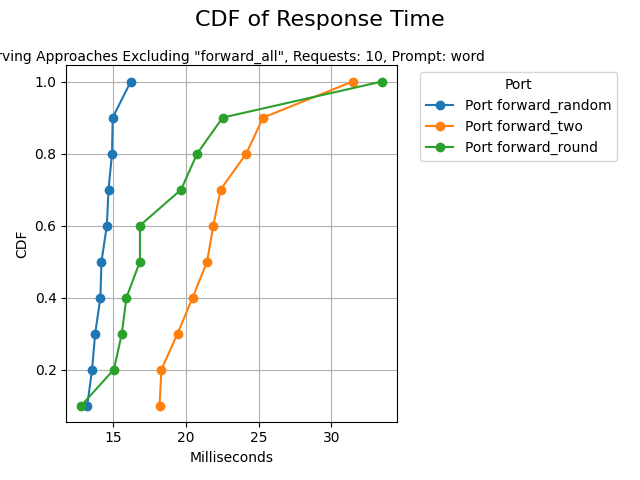 CDF of Response Time
rving Approaches Excluding "forward_all", Requests: 10, Prompt: word
Port
Port forward_random
Port forward_two
Port forward_round
CDF
1.0
0.8
0.6
0.4
0.2
15 20 25 30
Milliseconds